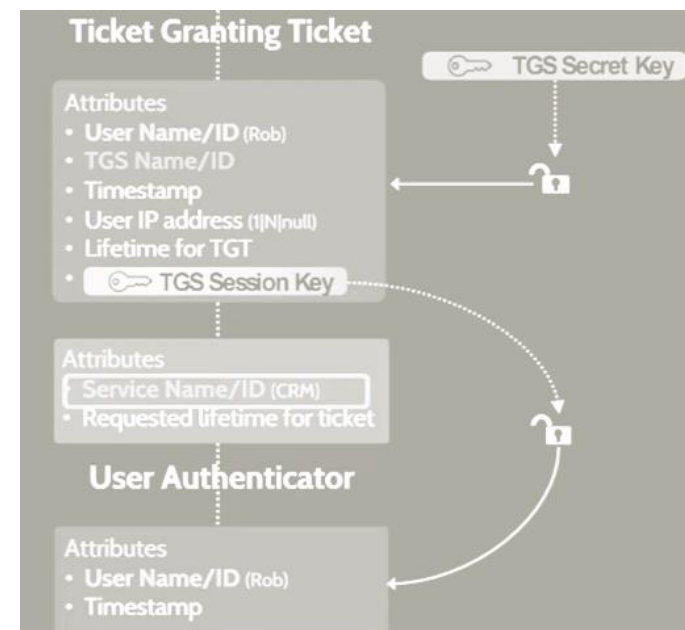 Ticket Granting Ticket
TGS Secret Key
Attributes
• User Name/ID (Rob)
• TGS Name/ID
• Timestamp
• User IP address (1|N|null)
• Lifetime for TGT
• TGS Session Key
Attributes
• Service Name/ID (CRM)
• Requested lifetime for ticket
User Authenticator
Attributes
• User Name/ID (Rob)
• Timestamp